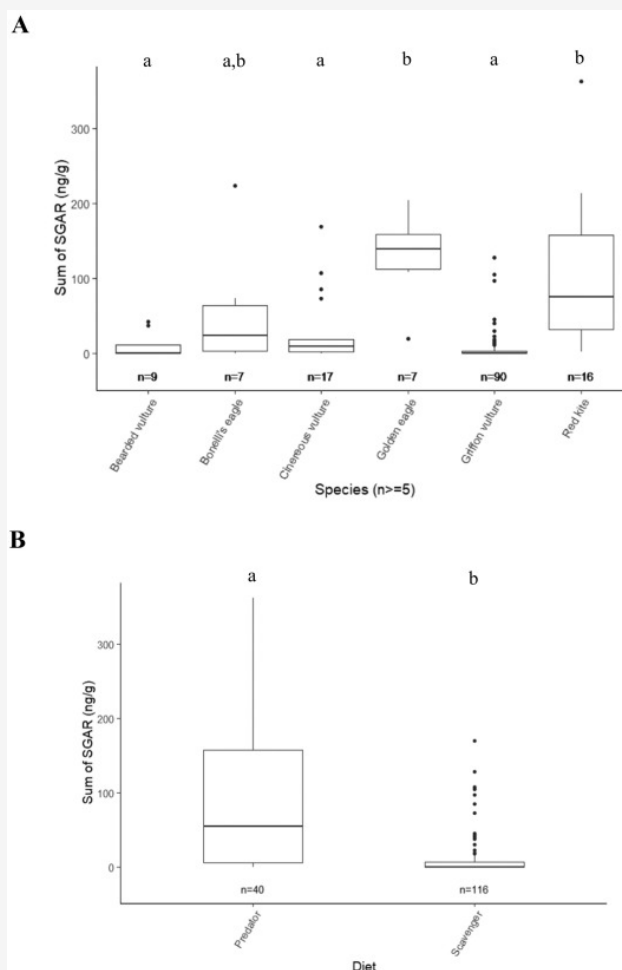 A
a a,b a b a b
Sum of SGAR (ng/g)
300
200
100
0
n=9 n=7 n=17 n=7 n=90 n=16
Bearded vulture
Bonelli's eagle
Cinereous vulture
Golden eagle
Griffon vulture
Red kite
Species (n>=5)
B
a b
Sum of SGAR (ng/g)
300
200
100
0
n=40 n=116
Predator
Scavenger
Diet